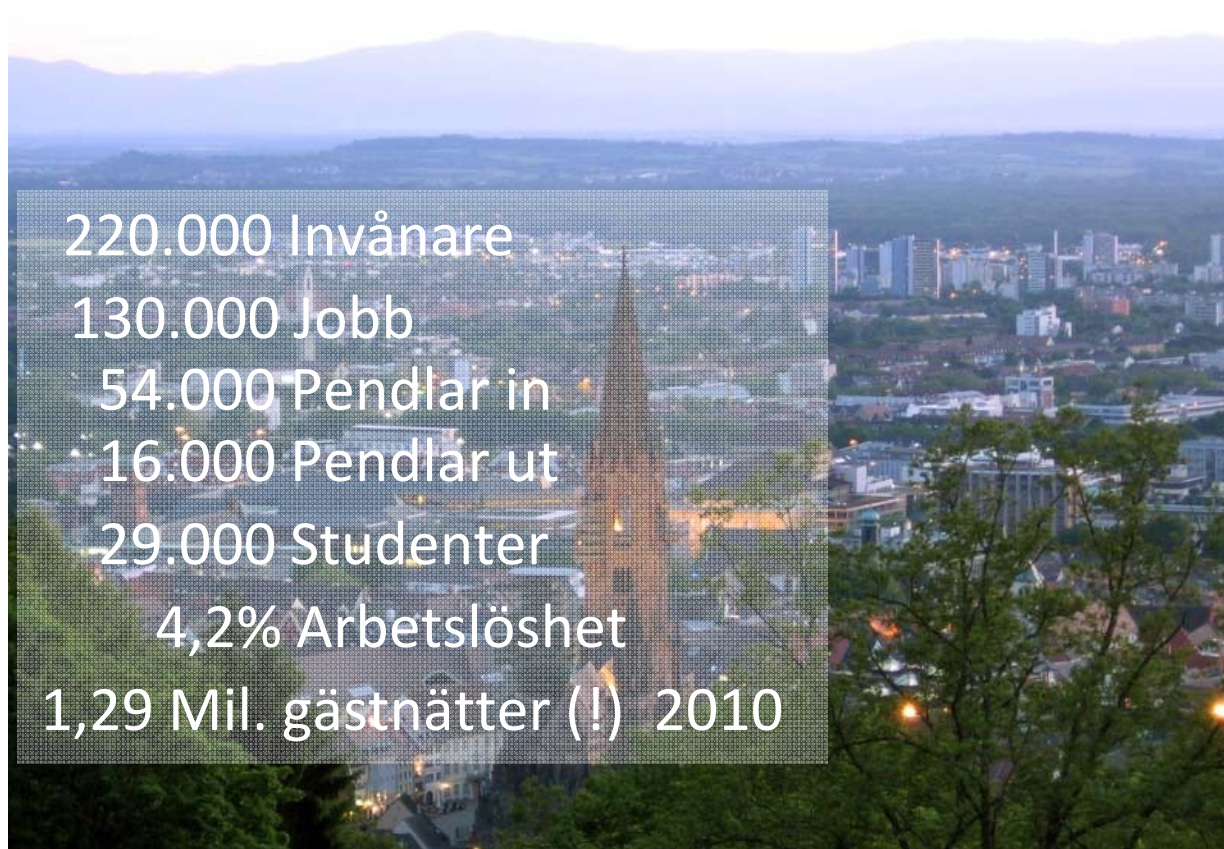 220.000 Invånare
130.000 Jobb
54.000 Pendlar in
16.000 Pendlar ut
29.000 Studenter
4,2% Arbetslöshet
1,29 Mil. gästnätter (!) 2010